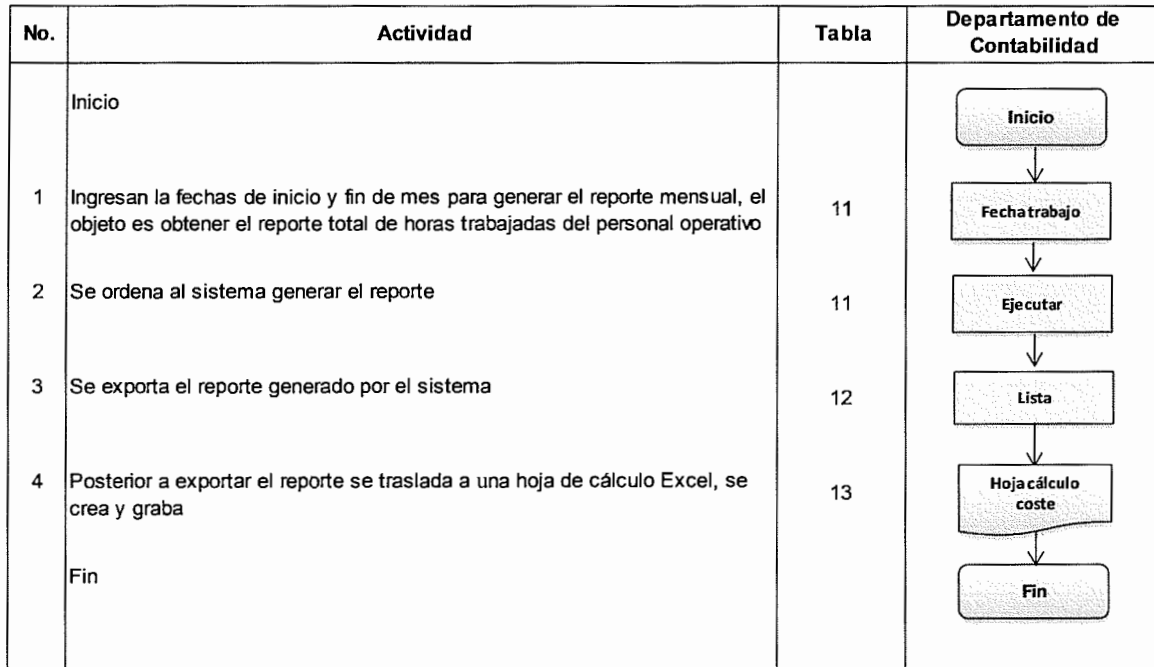 No.
Actividad
Tabla
Departamento de
Contabilidad
Inicio
Inicio
1
Ingresan la fechas de inicio y fin de mes para generar el reporte mensual, el
objeto es obtener el reporte total de horas trabajadas del personal operativo
11
Fecha trabajo
2
Se ordena al sistema generar el reporte
11
Ejecutar
3
Se exporta el reporte generado por el sistema
12
Lista
4
Posterior a exportar el reporte se traslada a una hoja de cálculo Excel, se
crea y graba
13
Hoja cálculo
coste
Fin
Fin